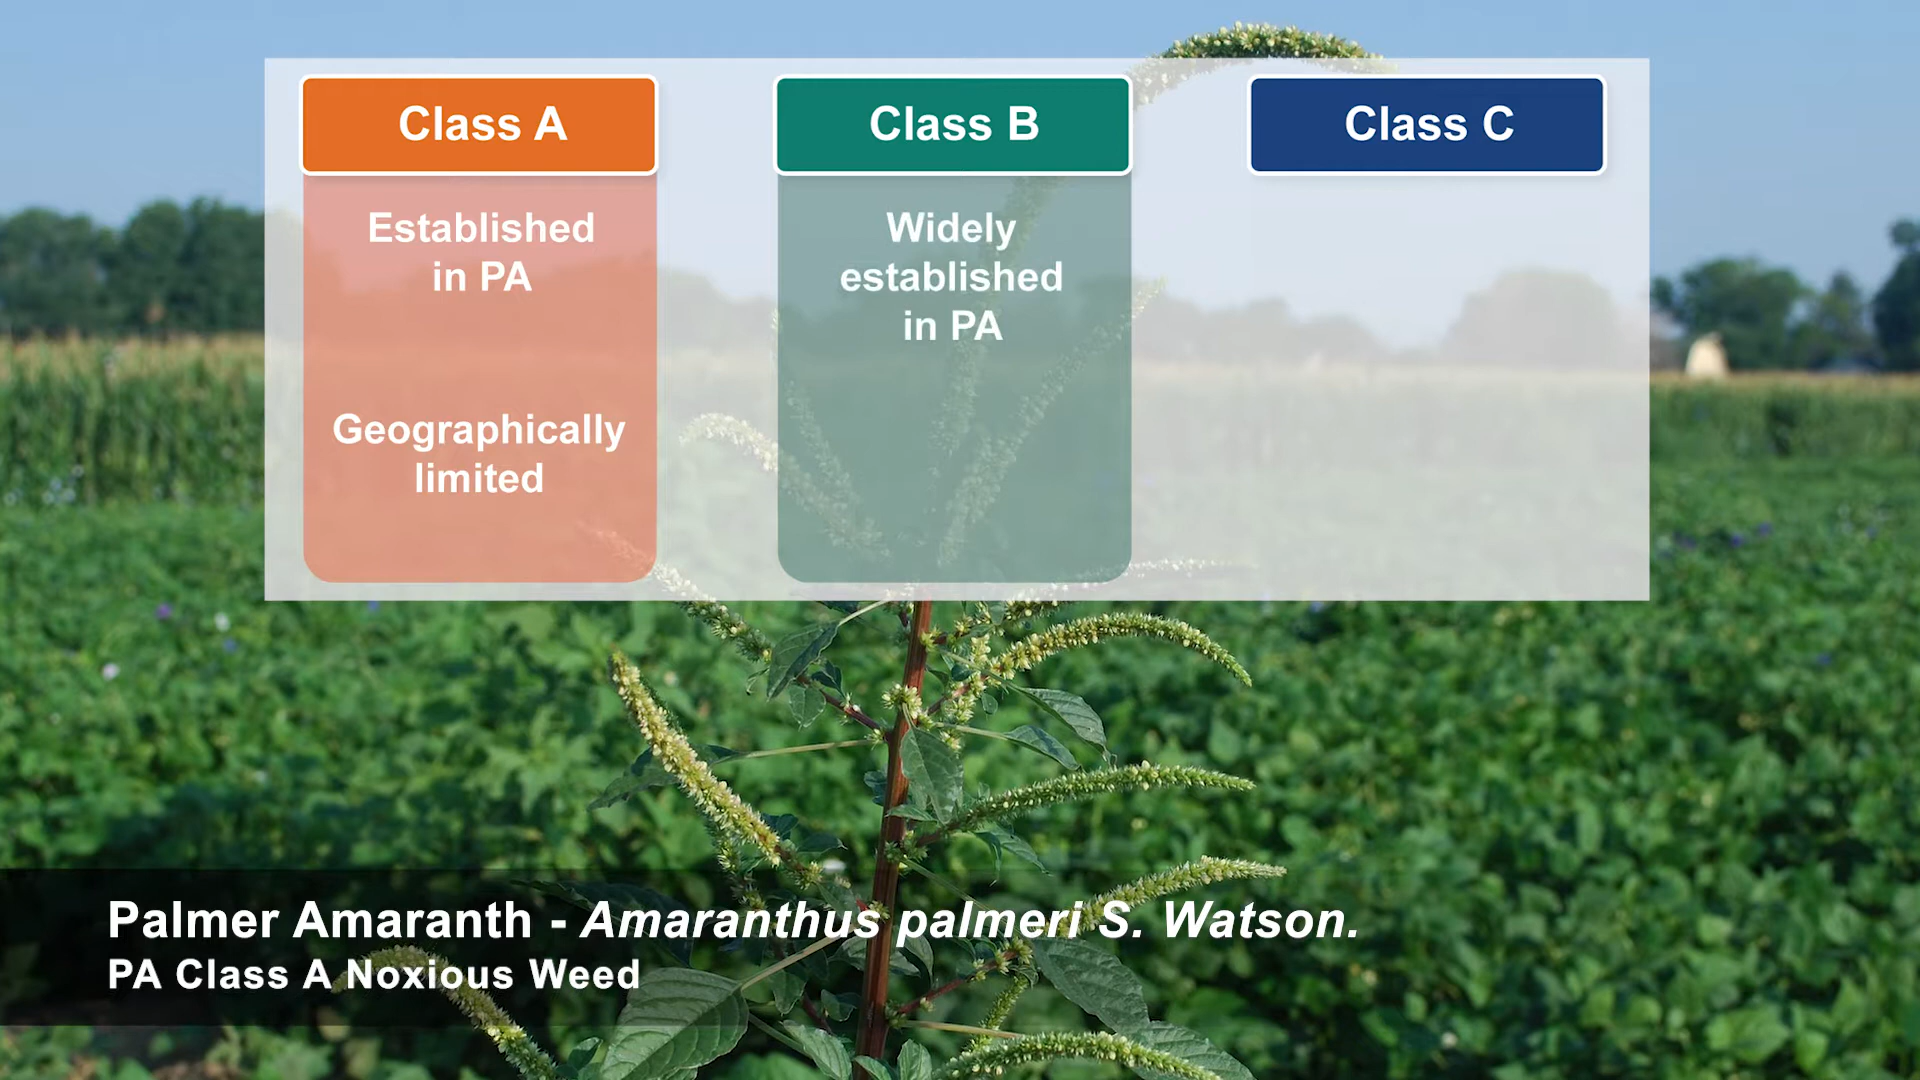 Class A
Established
in PA
Geographically
limited
Class B
Widely
established
in PA
Class C
Palmer Amaranth - Amaranthus palmeri S. Watson.
PA Class A Noxious Weed